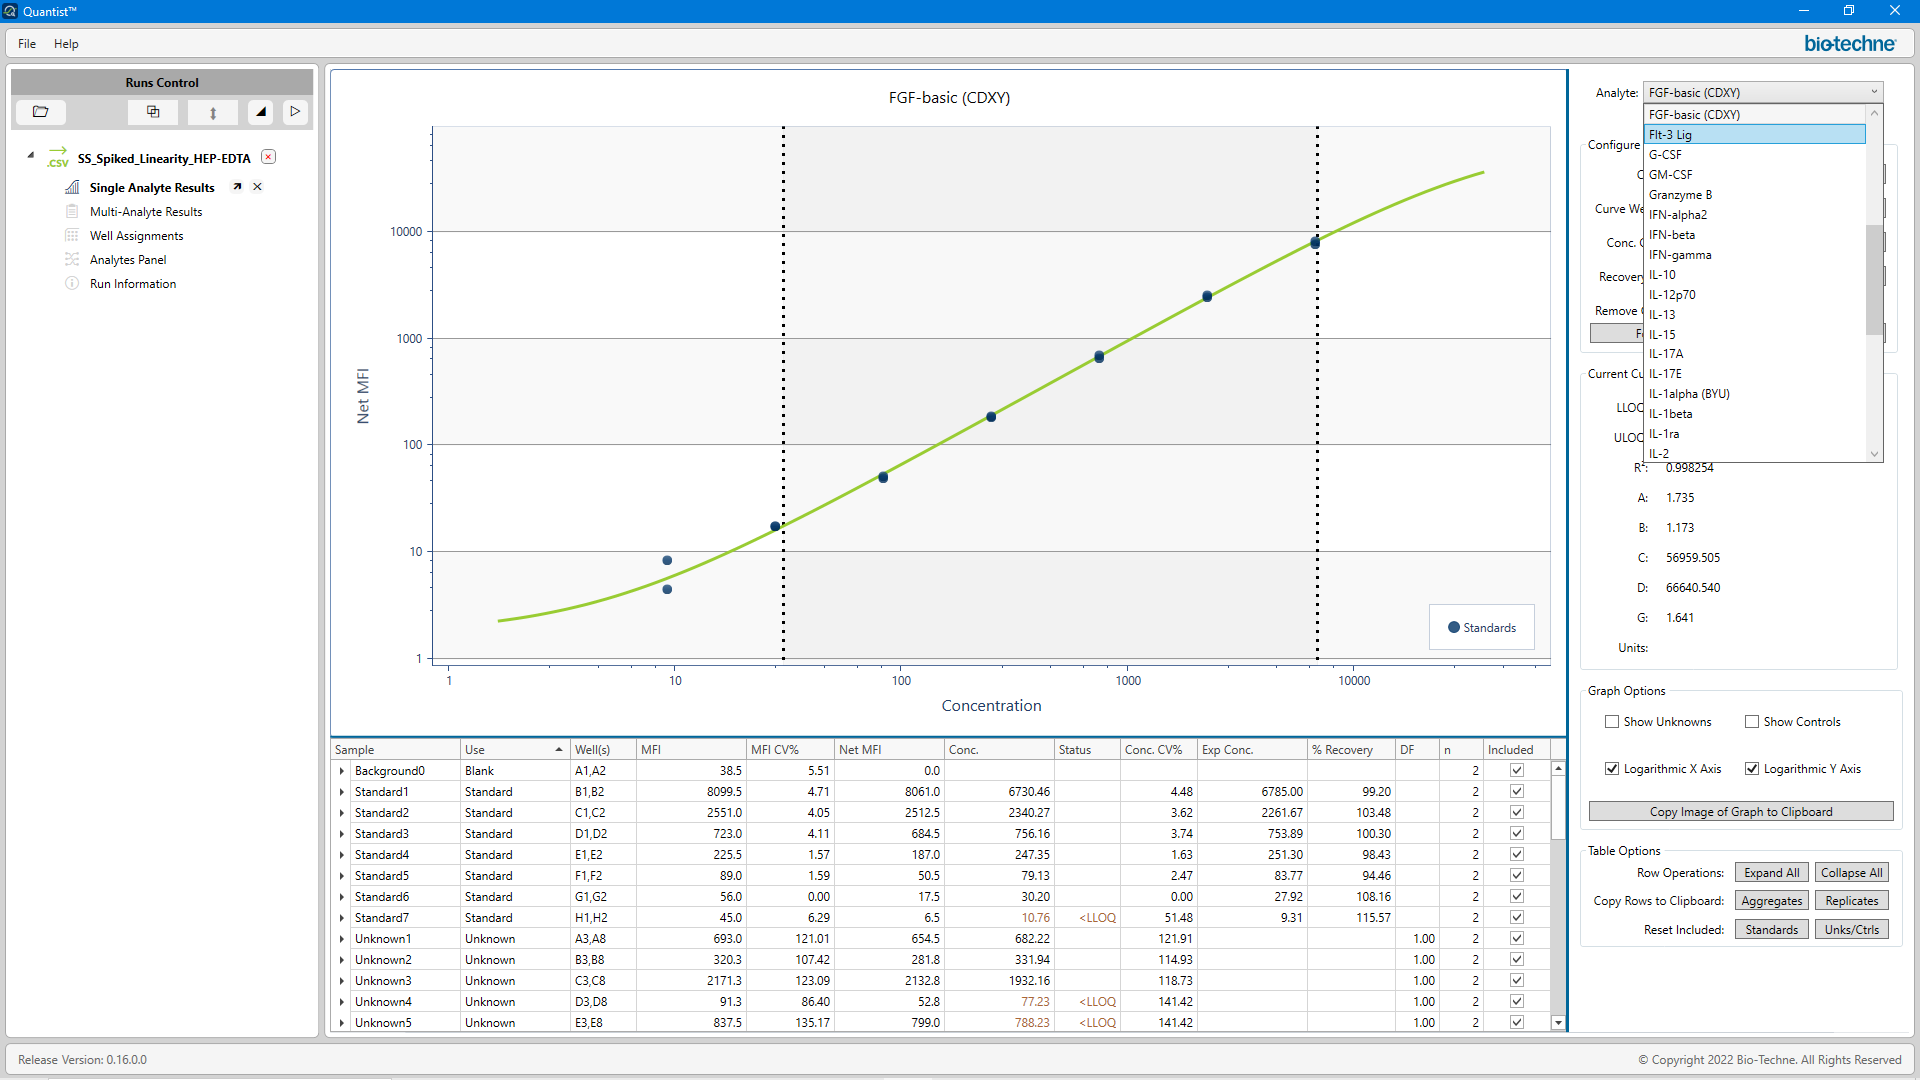 Quantist™
File Help
bio-techne
Runs Control
.CSV SS_Spiked_Linearity_HEP-EDTA
Single Analyte Results
Multi-Analyte Results
Well Assignments
Analytes Panel
Run Information
FGF-basic (CDXY)
Net MFI
10000
1000
100
10
1
1 10 100 1000 10000
Concentration
Standards
Analyte: FGF-basic (CDXY)
FGF-basic (CDXY)
Flt-3 Lig
G-CSF
GM-CSF
Granzyme B
IFN-alpha2
IFN-beta
IFN-gamma
IL-10
IL-12p70
IL-13
IL-15
IL-17A
IL-17E
IL-1alpha (BYU)
IL-1beta
IL-1ra
IL-2
Configure
C
Curve We
Conc. C
Recovery
Remove
Fo
Current Cu
LLOQ
ULOQ
R²: 0.998254
A: 1.735
B: 1.173
C: 56959.505
D: 66640.540
G: 1.641
Units:
Graph Options
Show Unknowns Show Controls
Logarithmic X Axis Logarithmic Y Axis
Copy Image of Graph to Clipboard
Table Options
Row Operations: Expand All Collapse All
Copy Rows to Clipboard: Aggregates Replicates
Reset Included: Standards Unks/Ctrls
Sample Use Well(s) MFI MFI CV% Net MFI Conc. Status Conc. CV% Exp Conc. % Recovery DF n Included
Background0 Blank A1,A2 38.5 5.51 0.0 2
Standard1 Standard B1,B2 8099.5 4.71 8061.0 6730.46 4.48 6785.00 99.20 2
Standard2 Standard C1,C2 2551.0 4.05 2512.5 2340.27 3.62 2261.67 103.48 2
Standard3 Standard D1,D2 723.0 4.11 684.5 756.16 3.74 753.89 100.30 2
Standard4 Standard E1,E2 225.5 1.57 187.0 247.35 1.63 251.30 98.43 2
Standard5 Standard F1,F2 89.0 1.59 50.5 79.13 2.47 83.77 94.46 2
Standard6 Standard G1,G2 56.0 0.00 17.5 30.20 0.00 27.92 108.16 2
Standard7 Standard H1,H2 45.0 6.29 6.5 10.76 <LLOQ 51.48 9.31 115.57 2
Unknown1 Unknown A3,A8 693.0 121.01 654.5 682.22 121.91 1.00 2
Unknown2 Unknown B3,B8 320.3 107.42 281.8 331.94 114.93 1.00 2
Unknown3 Unknown C3,C8 2171.3 123.09 2132.8 1932.16 118.73 1.00 2
Unknown4 Unknown D3,D8 91.3 86.40 52.8 77.23 <LLOQ 141.42 1.00 2
Unknown5 Unknown E3,E8 837.5 135.17 799.0 788.23 <LLOQ 141.42 1.00 2
Release Version: 0.16.0.0
© Copyright 2022 Bio-Techne. All Rights Reserved